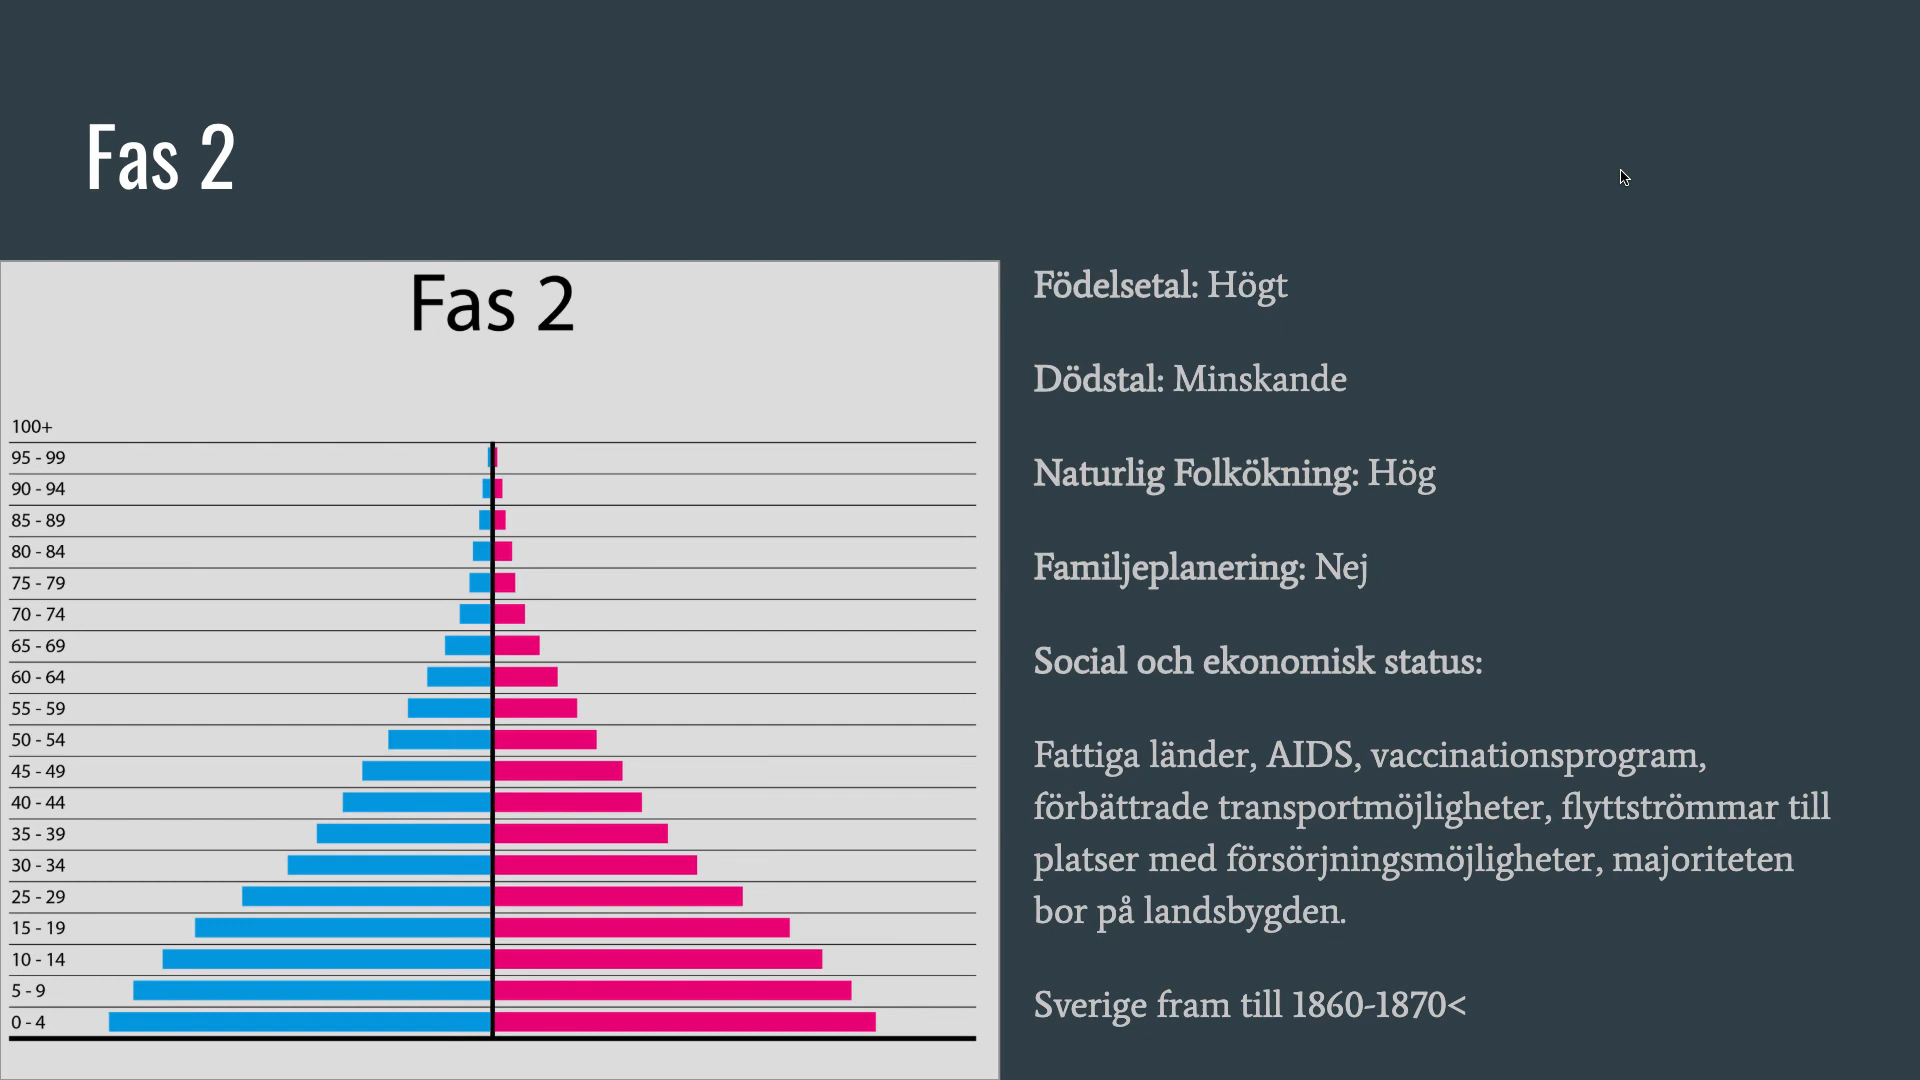 Fas 2
Fas 2
100+
95 - 99
90 - 94
85 - 89
80 - 84
75 - 79
70 - 74
65 - 69
60 - 64
55 - 59
50 - 54
45 - 49
40 - 44
35 - 39
30 - 34
25 - 29
15 - 19
10 - 14
5 - 9
0 - 4
Födelsetal: Högt
Dödstal: Minskande
Naturlig Folkökning: Hög
Familjeplanering: Nej
Social och ekonomisk status:
Fattiga länder, AIDS, vaccinationsprogram,
förbättrade transportmöjligheter, flyttströmmar till
platser med försörjningsmöjligheter, majoriteten
bor på landsbygden.
Sverige fram till 1860-1870<